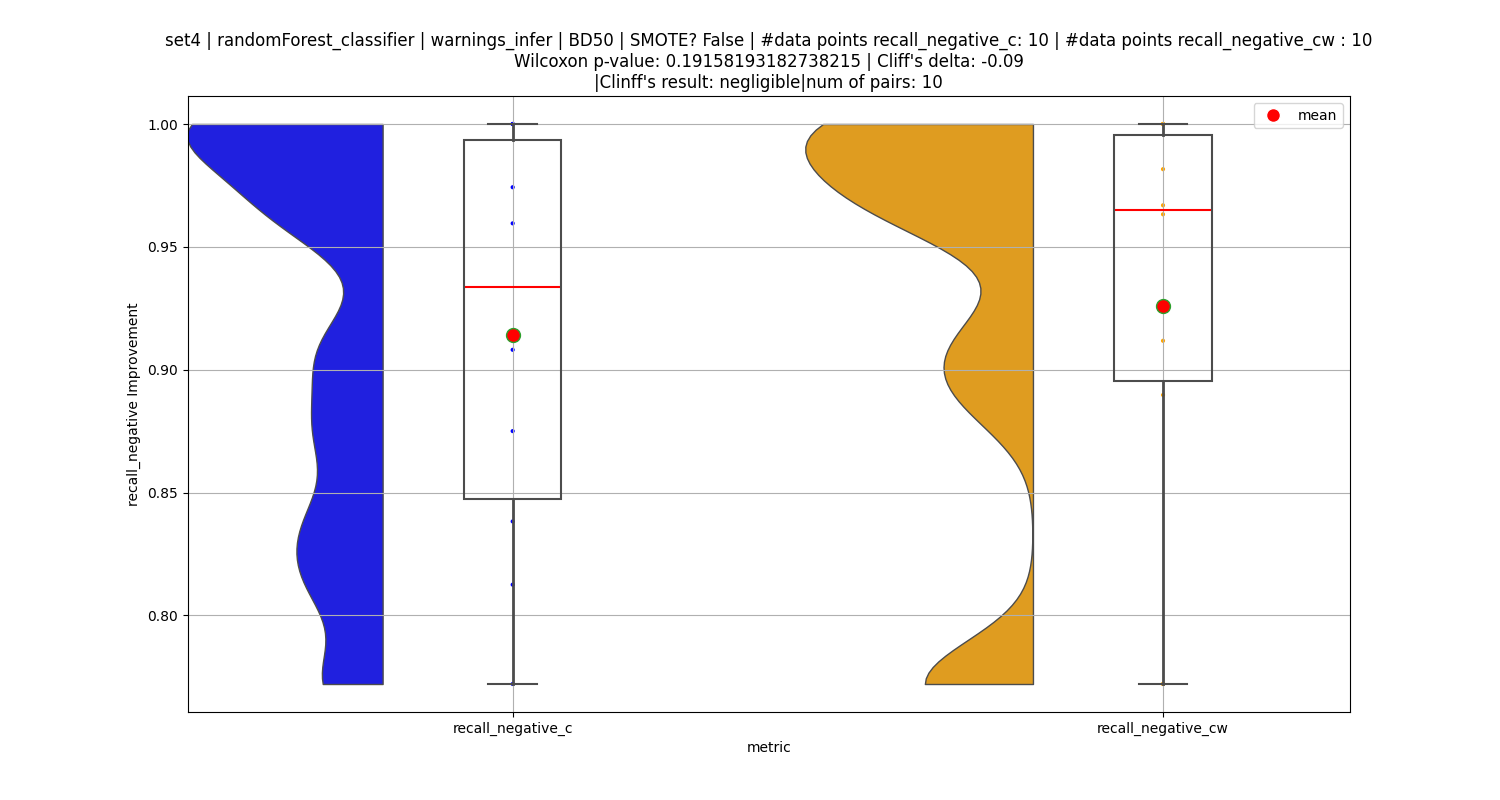 set4 | randomForest_classifier | warnings_infer | BD50 | SMOTE? False | #data points recall_negative_c: 10 | #data points recall_negative_cw : 10
Wilcoxon p-value: 0.19158193182738215 | Cliff's delta: -0.09
|Clinff's result: negligible|num of pairs: 10
mean
1.00
0.95
0.90
0.85
0.80
recall_negative Improvement
recall_negative_c
recall_negative_cw
metric